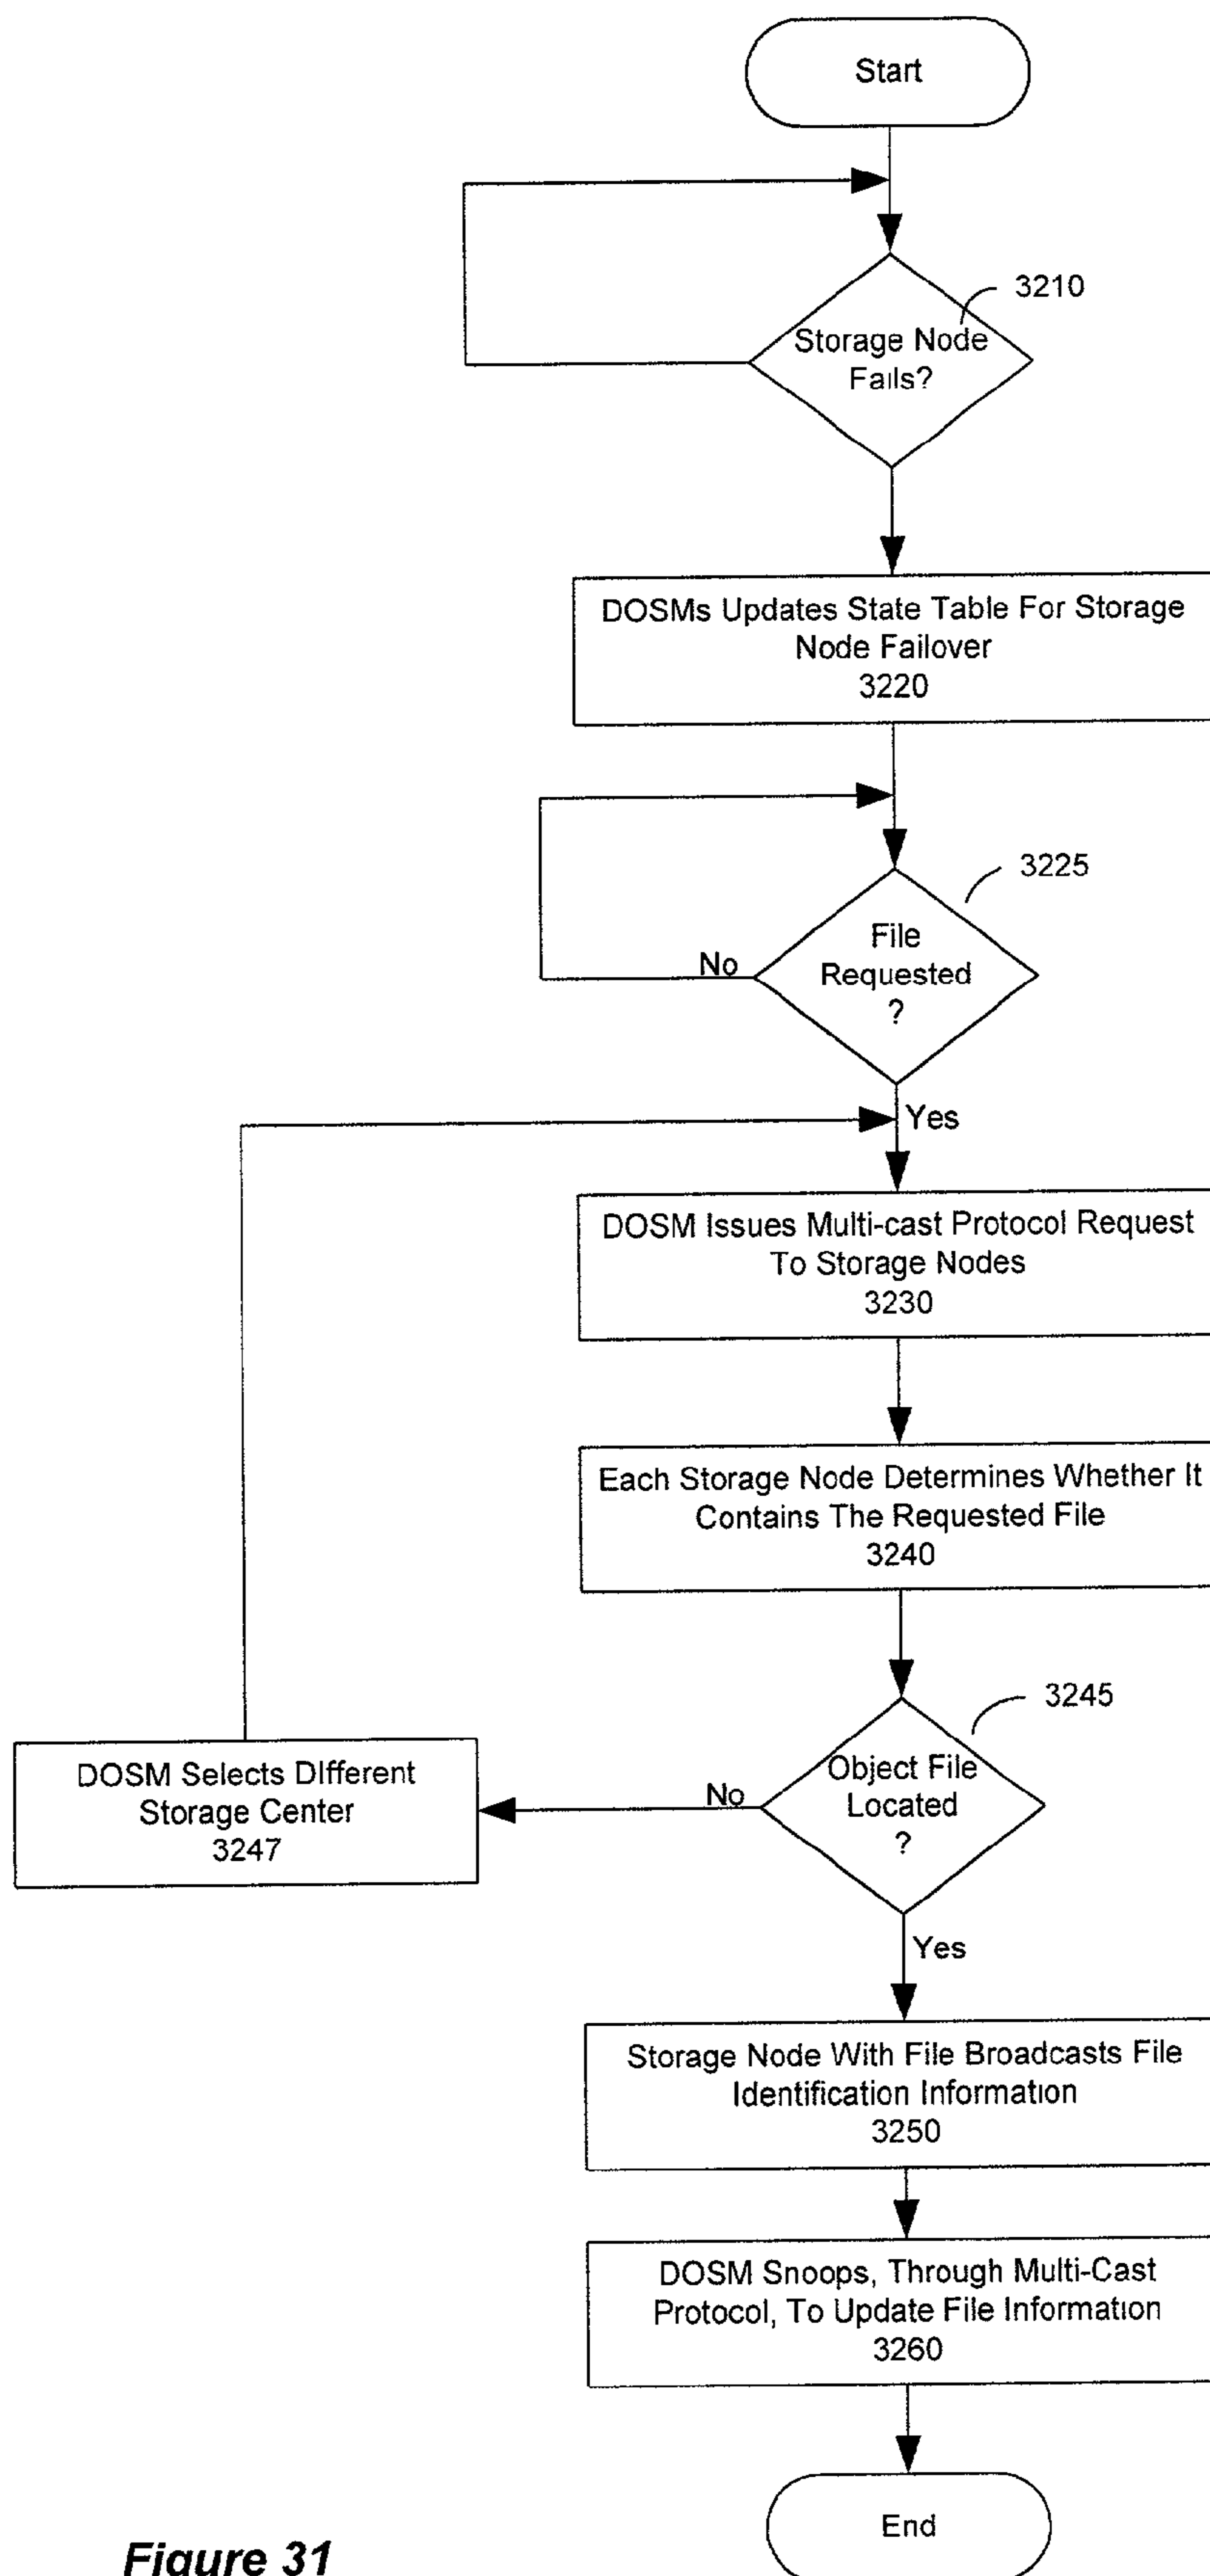 Start
3210
Storage Node
Fails?
DOSMs Updates State Table For Storage
Node Failover
3220
3225
File
Requested
?
No
Yes
DOSM Issues Multi-cast Protocol Request
To Storage Nodes
3230
Each Storage Node Determines Whether It
Contains The Requested File
3240
3245
Object File
Located
?
No
DOSM Selects DIfferent
Storage Center
3247
Yes
Storage Node With File Broadcasts File
Identification Information
3250
DOSM Snoops, Through Multi-Cast
Protocol, To Update File Information
3260
End
Figure 31